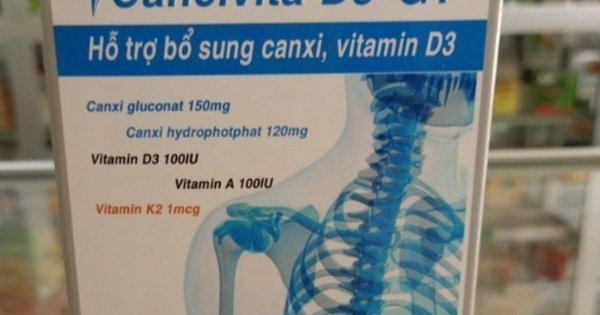 Hỗ trợ bổ sung canxi, vitamin D3
Canxi gluconat 150mg
Canxi hydrophotphat 120mg
Vitamin D3 100IU
Vitamin A 100IU
Vitamin K2 1mcg